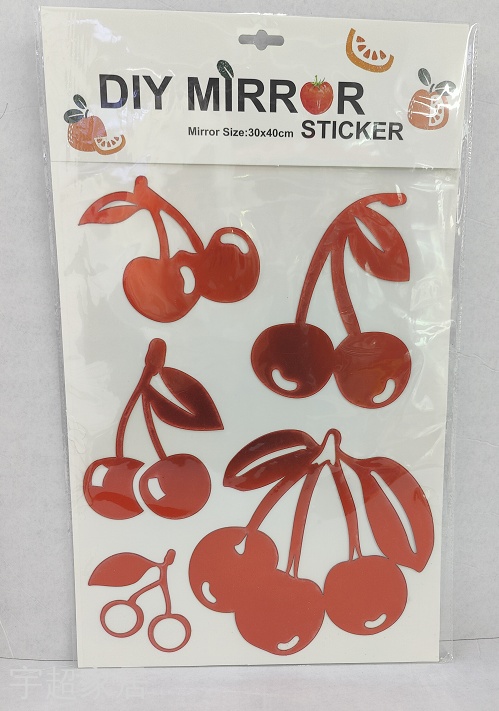 DIY MIRROR
Mirror Size:30x40cm STICKER
宇超家居